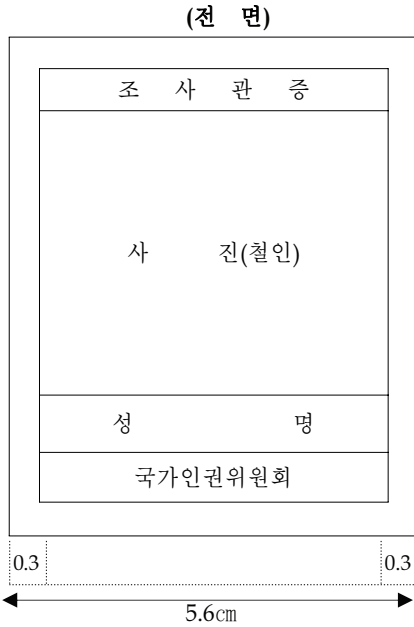 (전 면)
조 사 관 증
사 진(철인)
성 명
국가인권위원회
0.3 0.3
5.6㎝